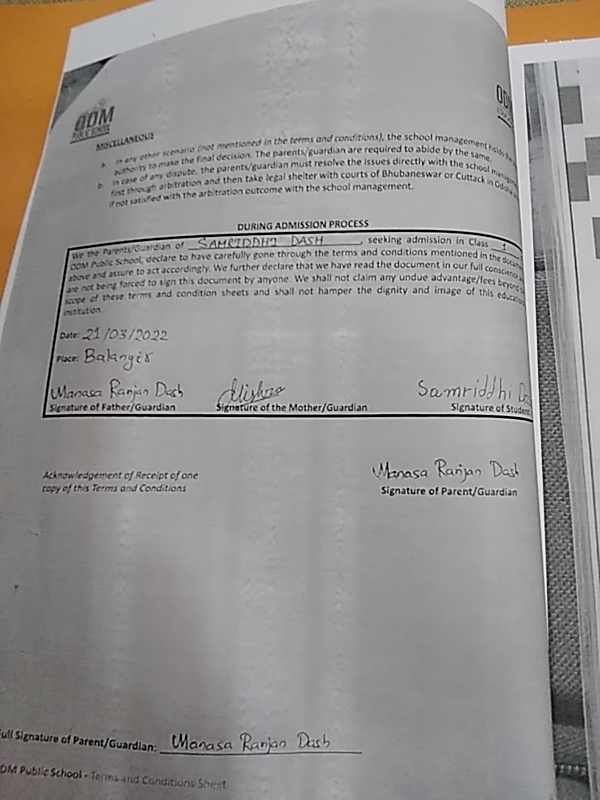 ODM
PUBLIC SCHOOL
OD
MISCELLANEOUS
a. In any other scenario (not mentioned in the terms and conditions), the school management holds the
authority to make the final decision. The parents/guardian are required to abide by the same.
b. In case of any dispute, the parents/guardian must resolve the issues directly with the school manage
first through arbitration and then take legal shelter with courts of Bhubaneswar or Cuttack in Odisha
if not satisfied with the arbitration outcome with the school management.
DURING ADMISSION PROCESS
We the Parents/Guardian of SAMRIDDHI DASH, seeking admission in Class 1
ODM Public School, declare to have carefully gone through the terms and conditions mentioned in the docum
above and assure to act accordingly. We further declare that we have read the document in our full conscience
are not being forced to sign this document by anyone. We shall not claim any undue advantage/fees beyond
scope of these terms and condition sheets and shall not hamper the dignity and image of this educa
institution.
Date: 21/03/2022
Place: Balangir
Manasa Ranjan Dash Samriddhi Da
Signature of Father/Guardian Signature of the Mother/Guardian Signature of Student
Acknowledgement of Receipt of one
copy of this Terms and Conditions
Manasa Ranjan Dash
Signature of Parent/Guardian
ull Signature of Parent/Guardian: Manasa Ranjan Dash
DM Public School - Terms and Conditions Sheet